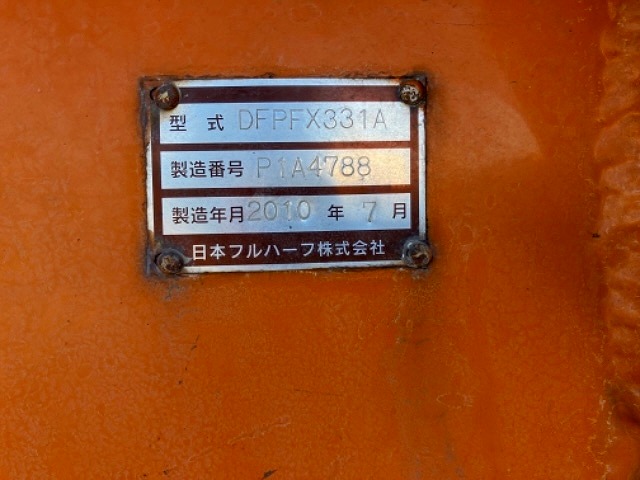 型式 DFPFX331A
製造番号 P1A4788
製造年月 2010 年 7 月
日本フルハーフ株式会社